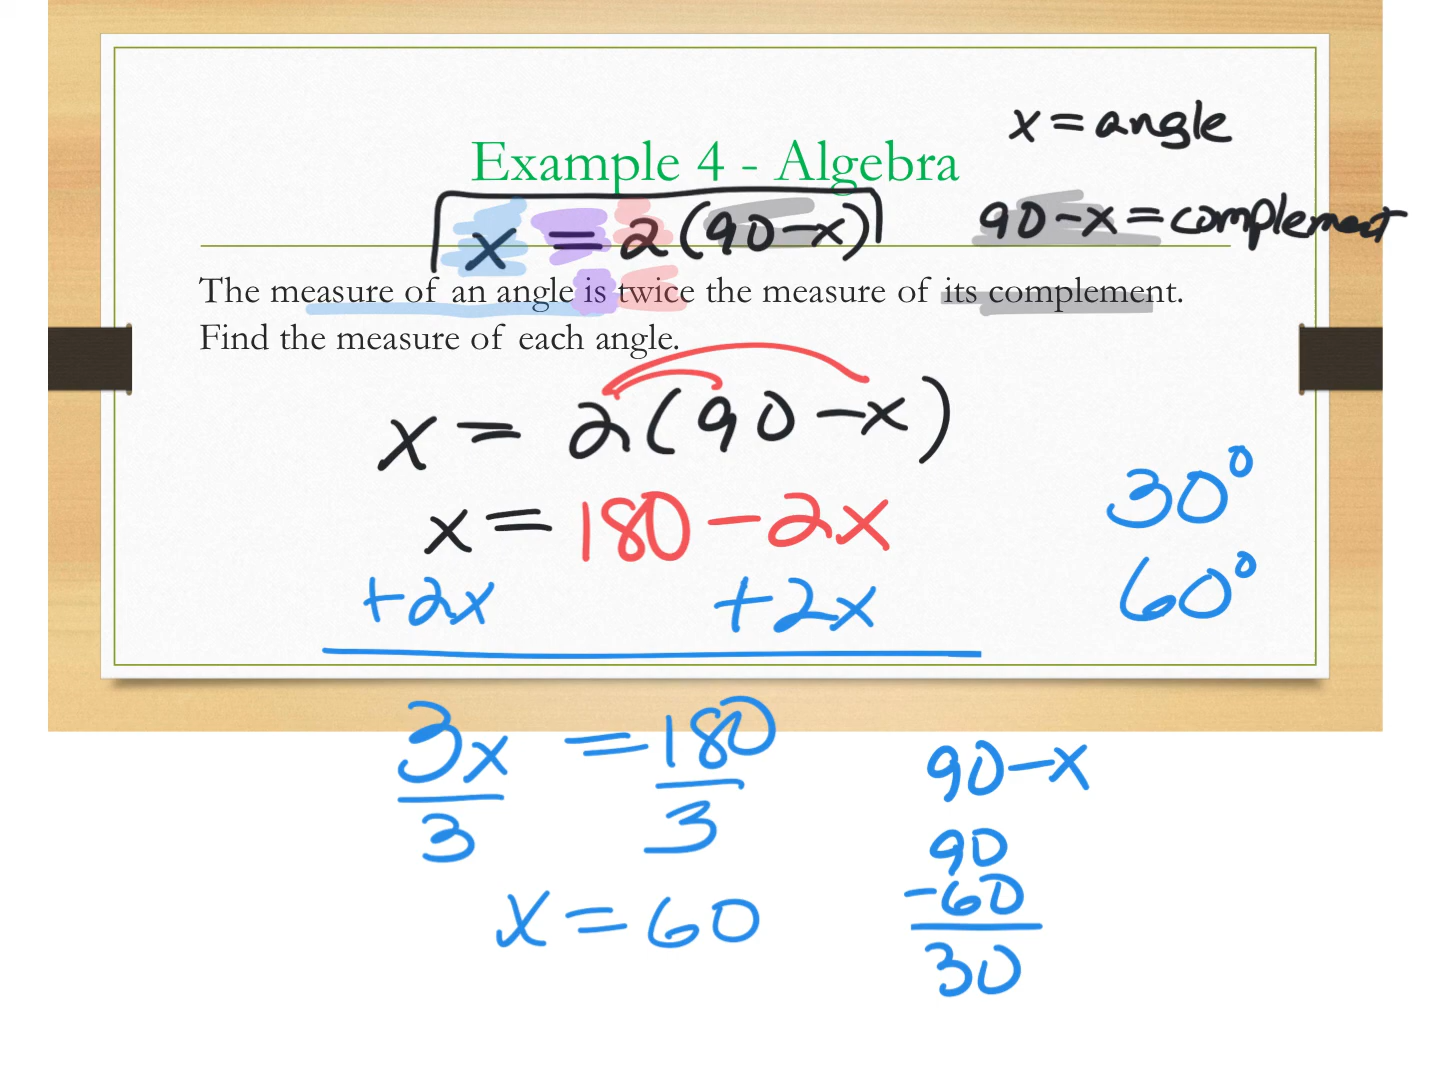 x = angle
Example 4 - Algebra
x = 2(90-x)
90-x = complement
The measure of an angle is twice the measure of its complement.
Find the measure of each angle.
x = 2(90-x)
x = 180-2x
30°
+2x +2x
60°
3x = 180
3 3
90-x
90
-60
x = 60
30